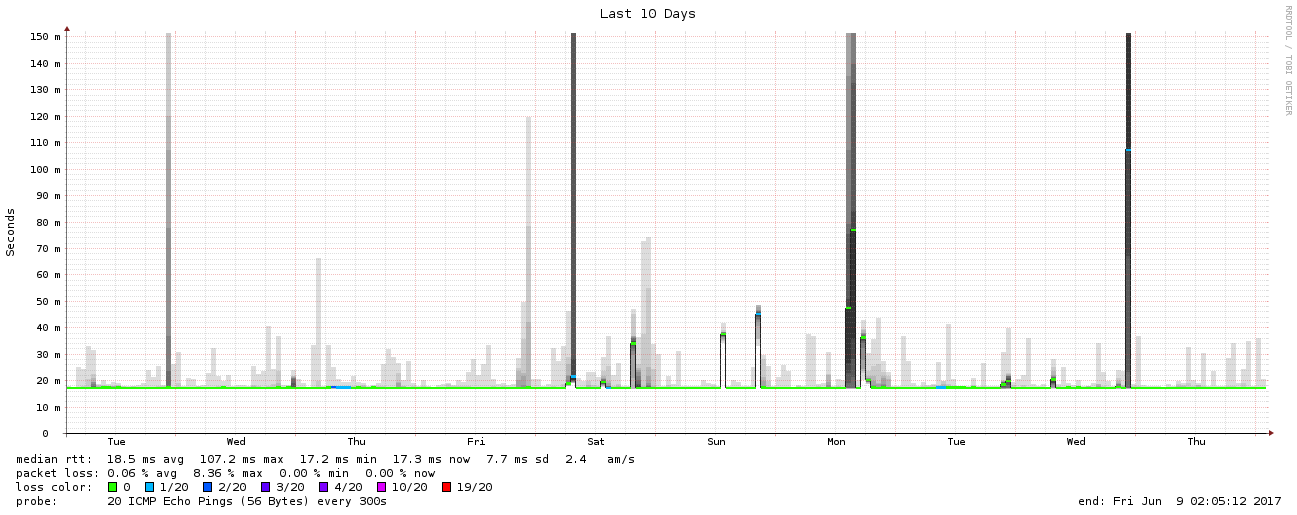 Last 10 Days
RRDTOOL / TOBI OETIKER
150 m
140 m
130 m
120 m
110 m
100 m
90 m
80 m
70 m
60 m
50 m
40 m
30 m
20 m
10 m
0
Seconds
Tue Wed Thu Fri Sat Sun Mon Tue Wed Thu
median rtt: 18.5 ms avg 107.2 ms max 17.2 ms min 17.3 ms now 7.7 ms sd 2.4 am/s
packet loss: 0.06 % avg 8.36 % max 0.00 % min 0.00 % now
loss color: 0 1/20 2/20 3/20 4/20 10/20 19/20
probe: 20 ICMP Echo Pings (56 Bytes) every 300s end: Fri Jun 9 02:05:12 2017